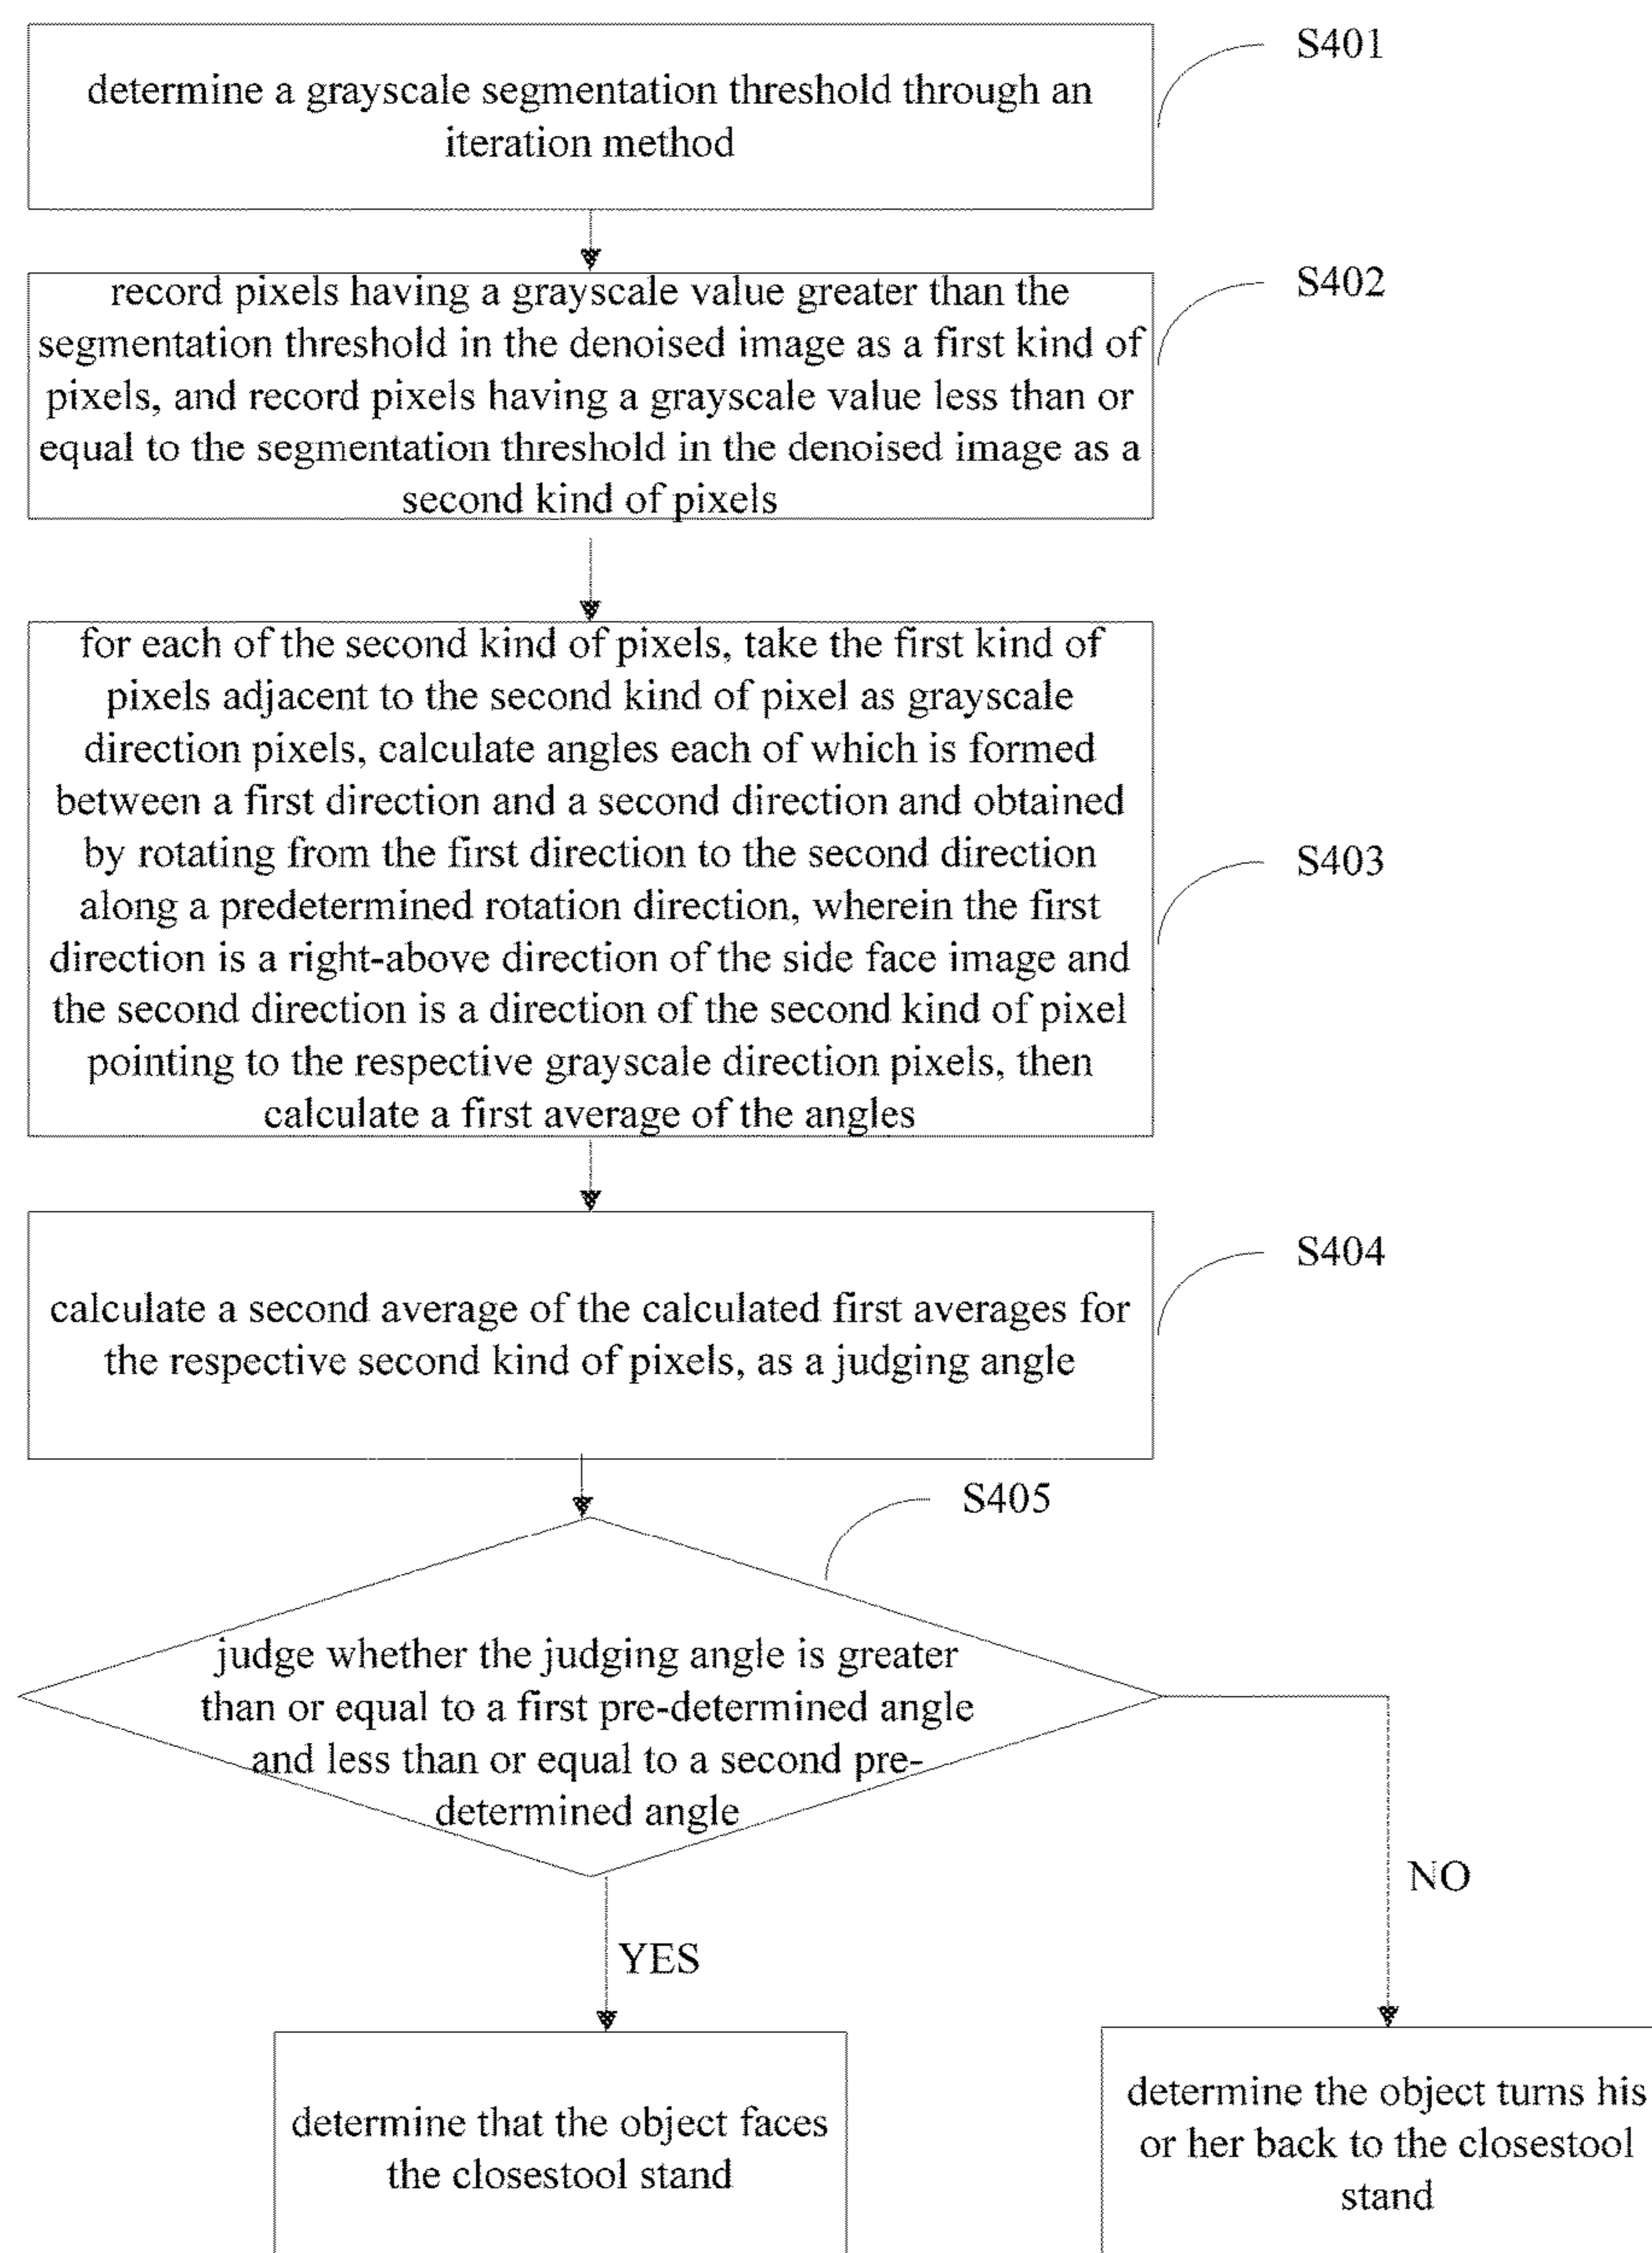 S401
determine a grayscale segmentation threshold through an
iteration method
S402
record pixels having a grayscale value greater than the
segmentation threshold in the denoised image as a first kind of
pixels, and record pixels having a grayscale value less than or
equal to the segmentation threshold in the denoised image as a
second kind of pixels
for each of the second kind of pixels, take the first kind of
pixels adjacent to the second kind of pixel as grayscale
direction pixels, calculate angles each of which is formed
between a first direction and a second direction and obtained
by rotating from the first direction to the second direction
along a predetermined rotation direction, wherein the first
direction is a right-above direction of the side face image and
the second direction is a direction of the second kind of pixel
pointing to the respective grayscale direction pixels, then
calculate a first average of the angles
S403
S404
calculate a second average of the calculated first averages for
the respective second kind of pixels, as a judging angle
S405
judge whether the judging angle is greater
than or equal to a first pre-determined angle
and less than or equal to a second pre-
determined angle
NO
YES
determine that the object faces
the closestool stand
determine the object turns his
or her back to the closestool
stand